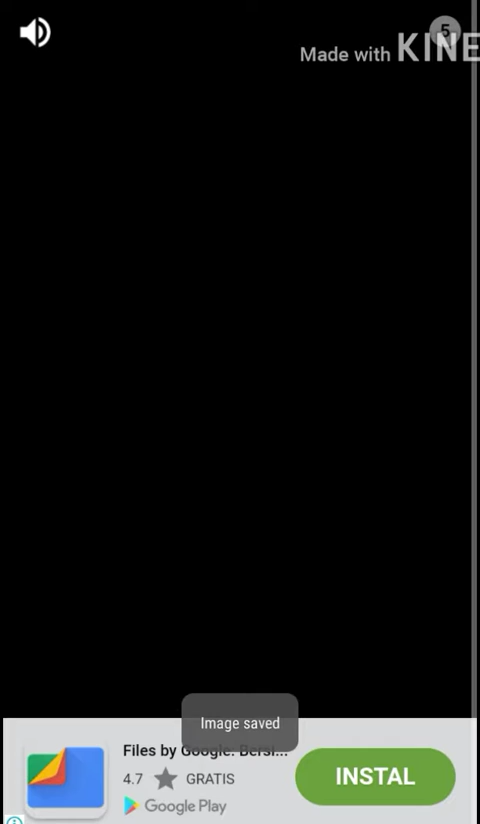 5
Made with KINE
Image saved
Files by Google: Bersi...
4.7 GRATIS
INSTAL
Google Play